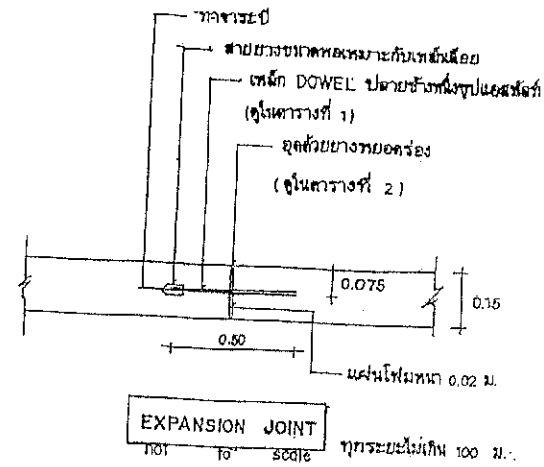 ทาจาระบี
สายยางขนาดพอเหมาะกับเหล็กเดือย
เหล็ก DOWEL ปลายข้างหนึ่งชุปแอสฟัลท์
(ดูในตารางที่ 1)
อุดด้วยยางหยอดร่อง
(ดูในตารางที่ 2)
0.075
0.15
0.50
แผ่นโฟมหนา 0.02 ม.
EXPANSION JOINT
ทุกระยะไม่เกิน 100 ม.
not to scale